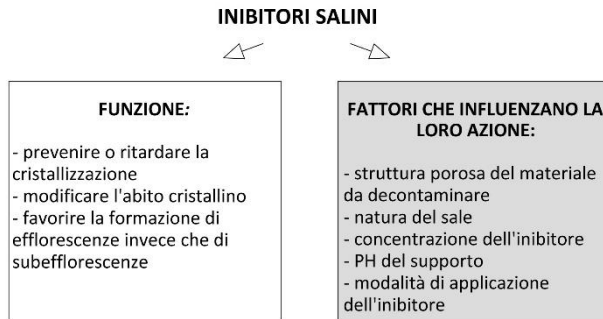 INIBITORI SALINI
FUNZIONE:
- prevenire o ritardare la
cristallizzazione
- modificare l'abito cristallino
- favorire la formazione di
efflorescenze invece che di
subefflorescenze
FATTORI CHE INFLUENZANO LA
LORO AZIONE:
- struttura porosa del materiale
da decontaminare
- natura del sale
- concentrazione dell'inibitore
- PH del supporto
- modalità di applicazione
dell'inibitore